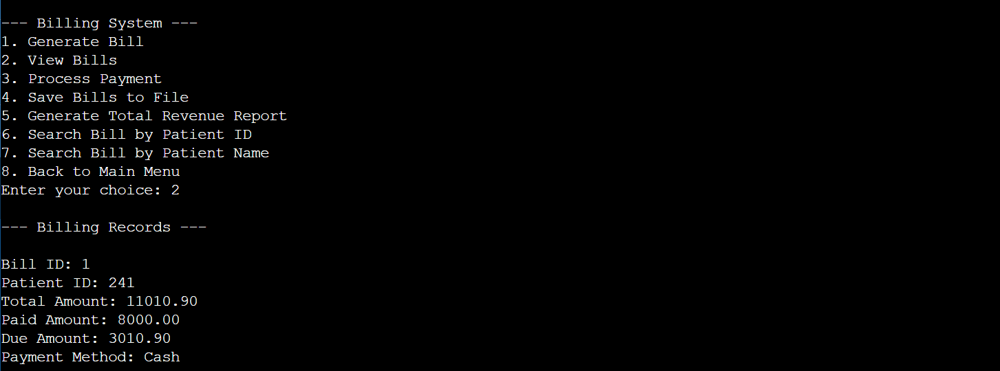 --- Billing System ---
1. Generate Bill
2. View Bills
3. Process Payment
4. Save Bills to File
5. Generate Total Revenue Report
6. Search Bill by Patient ID
7. Search Bill by Patient Name
8. Back to Main Menu
Enter your choice: 2
--- Billing Records ---
Bill ID: 1
Patient ID: 241
Total Amount: 11010.90
Paid Amount: 8000.00
Due Amount: 3010.90
Payment Method: Cash